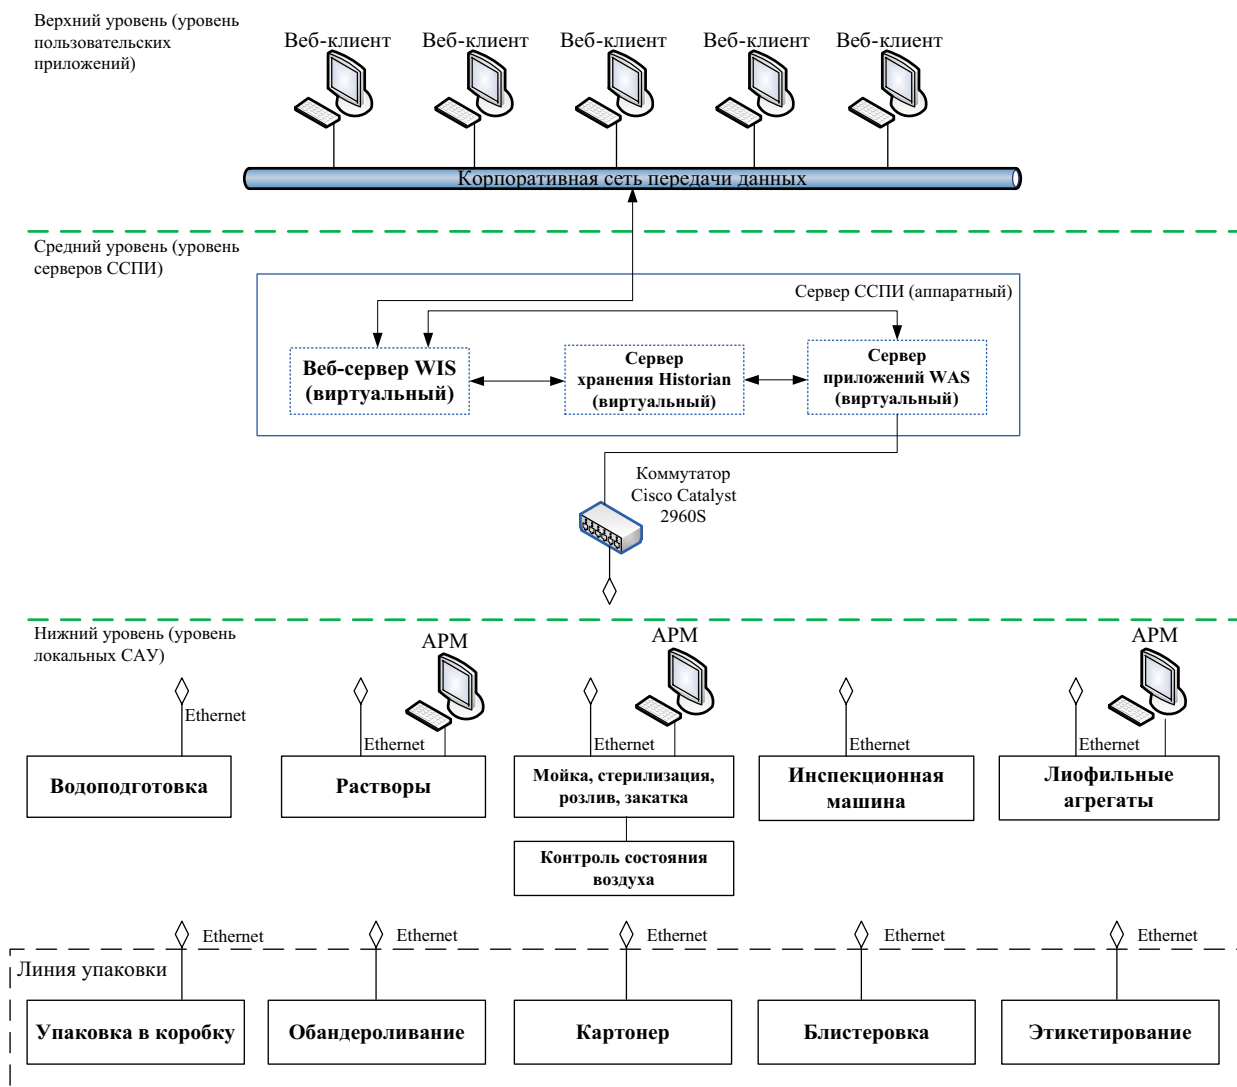 Верхний уровень (уровень
пользовательских
приложений)
Веб-клиент
Веб-клиент
Веб-клиент
Веб-клиент
Веб-клиент
Корпоративная сеть передачи данных
Средний уровень (уровень
серверов ССПИ)
Сервер ССПИ (аппаратный)
Веб-сервер WIS
(виртуальный)
Сервер
хранения Historian
(виртуальный)
Сервер
приложений WAS
(виртуальный)
Коммутатор
Cisco Catalyst
2960S
Нижний уровень (уровень
локальных САУ)
АРМ
АРМ
АРМ
Ethernet
Ethernet
Ethernet
Ethernet
Ethernet
Водоподготовка
Растворы
Мойка, стерилизация,
розлив, закатка
Инспекционная
машина
Лиофильные
агрегаты
Контроль состояния
воздуха
Ethernet
Ethernet
Ethernet
Ethernet
Ethernet
Линия упаковки
Упаковка в коробку
Обандероливание
Картонер
Блистеровка
Этикетирование